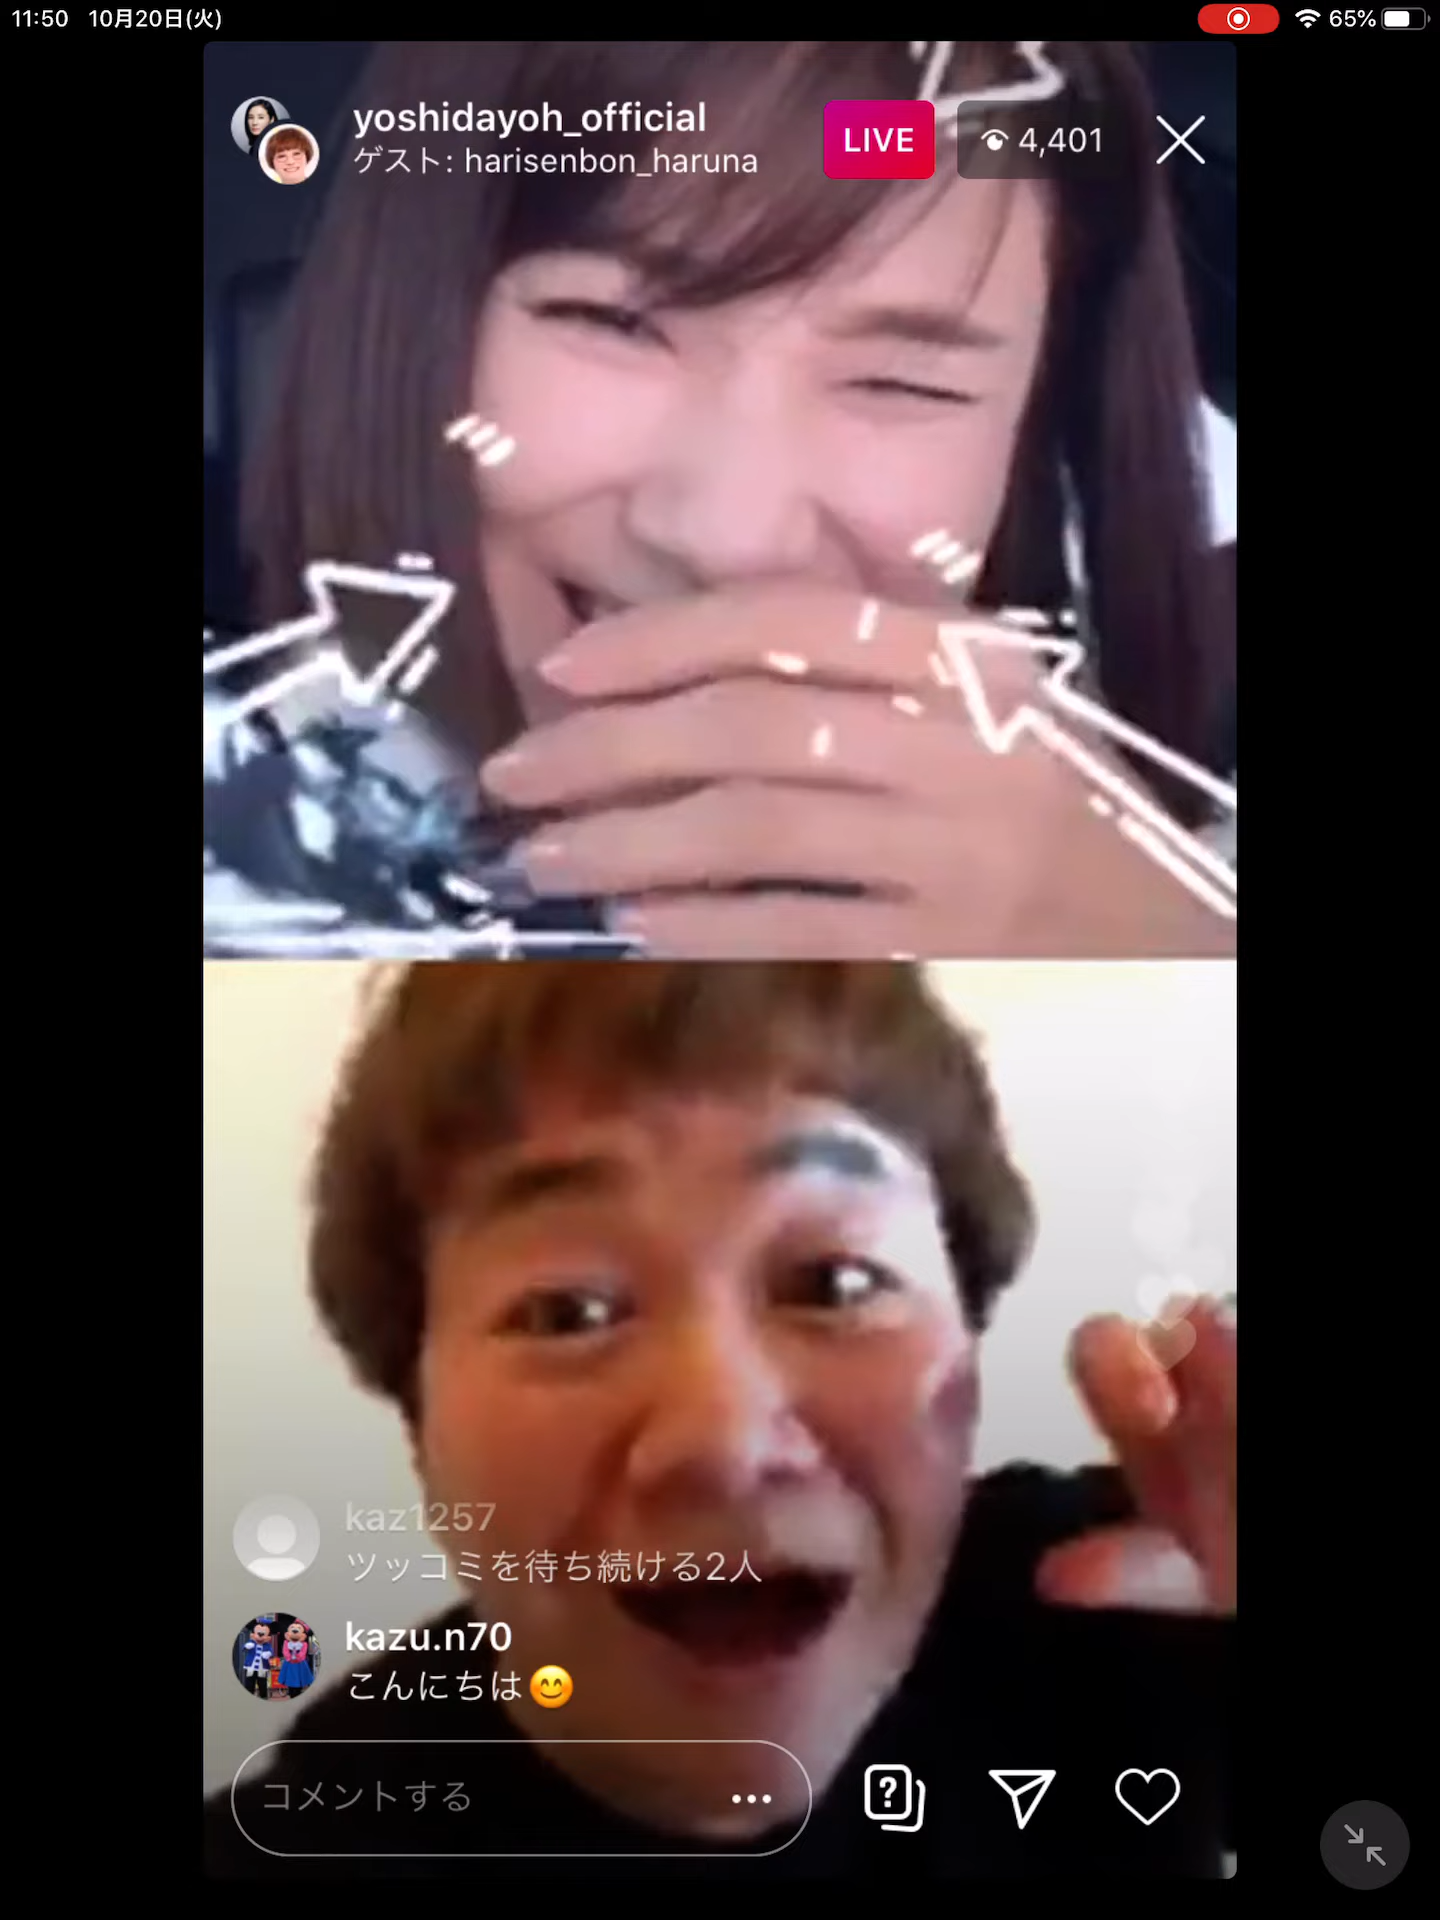 11:50 10月20日(火)
65%
yoshidayoh_official
ゲスト: harisenbon_haruna
LIVE
4,401
kaz1257
ツッコミを待ち続ける2人
kazu.n70
こんにちは😊
コメントする